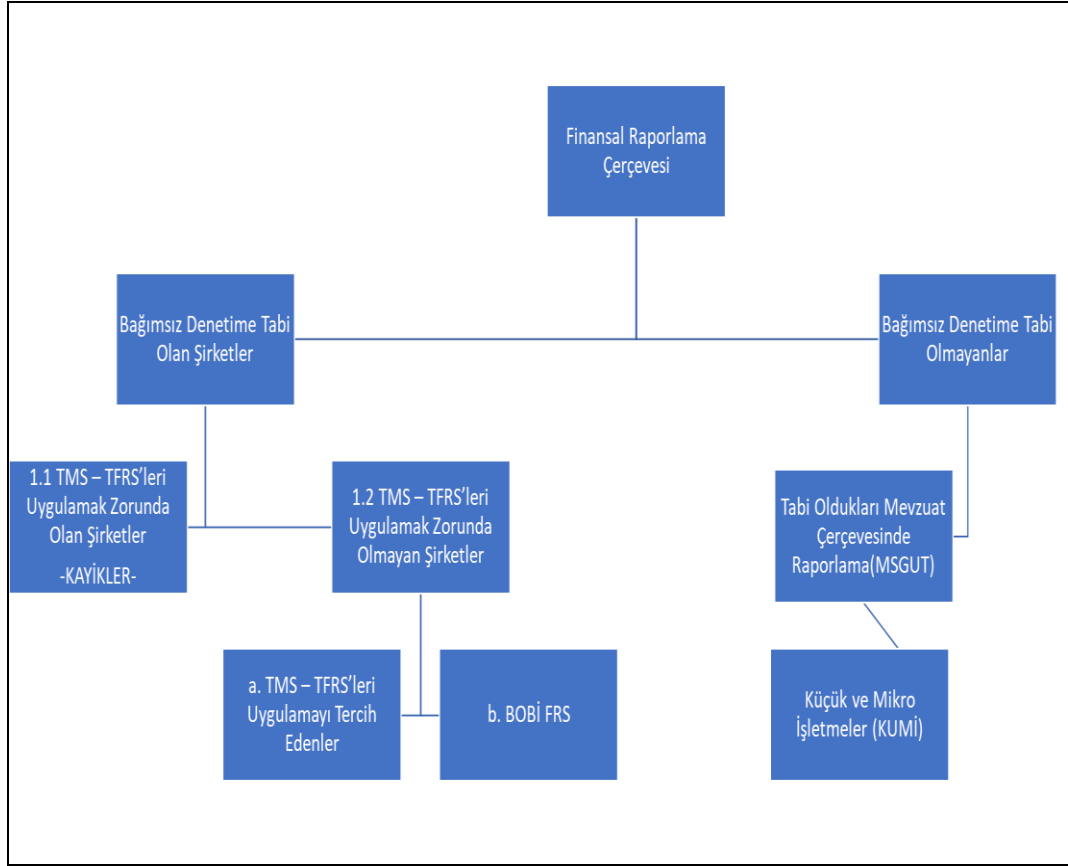 Finansal Raporlama
Çerçevesi
Bağımsız Denetime Tabi
Olan Şirketler
Bağımsız Denetime Tabi
Olmayanlar
1.1 TMS – TFRS’leri
Uygulamak Zorunda
Olan Şirketler
-KAYİKLER-
1.2 TMS – TFRS’leri
Uygulamak Zorunda
Olmayan Şirketler
Tabi Oldukları Mevzuat
Çerçevesinde
Raporlama(MSGUT)
a. TMS – TFRS’leri
Uygulamayı Tercih
Edenler
b. BOBİ FRS
Küçük ve Mikro
İşletmeler (KUMİ)